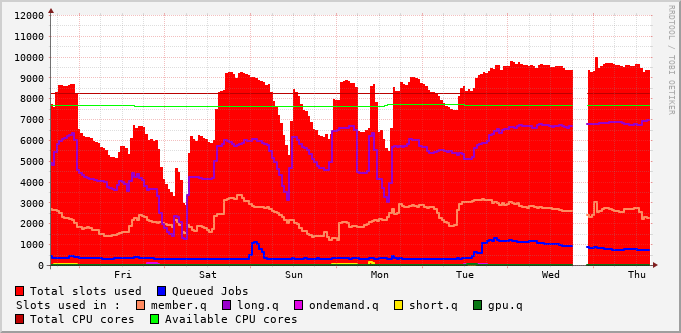 RRDTOOL / TOBI OETIKER
12000
11000
10000
9000
8000
7000
6000
5000
4000
3000
2000
1000
0
Fri Sat Sun Mon Tue Wed Thu
Total slots used Queued Jobs
Slots used in : member.q long.q ondemand.q short.q gpu.q
Total CPU cores Available CPU cores